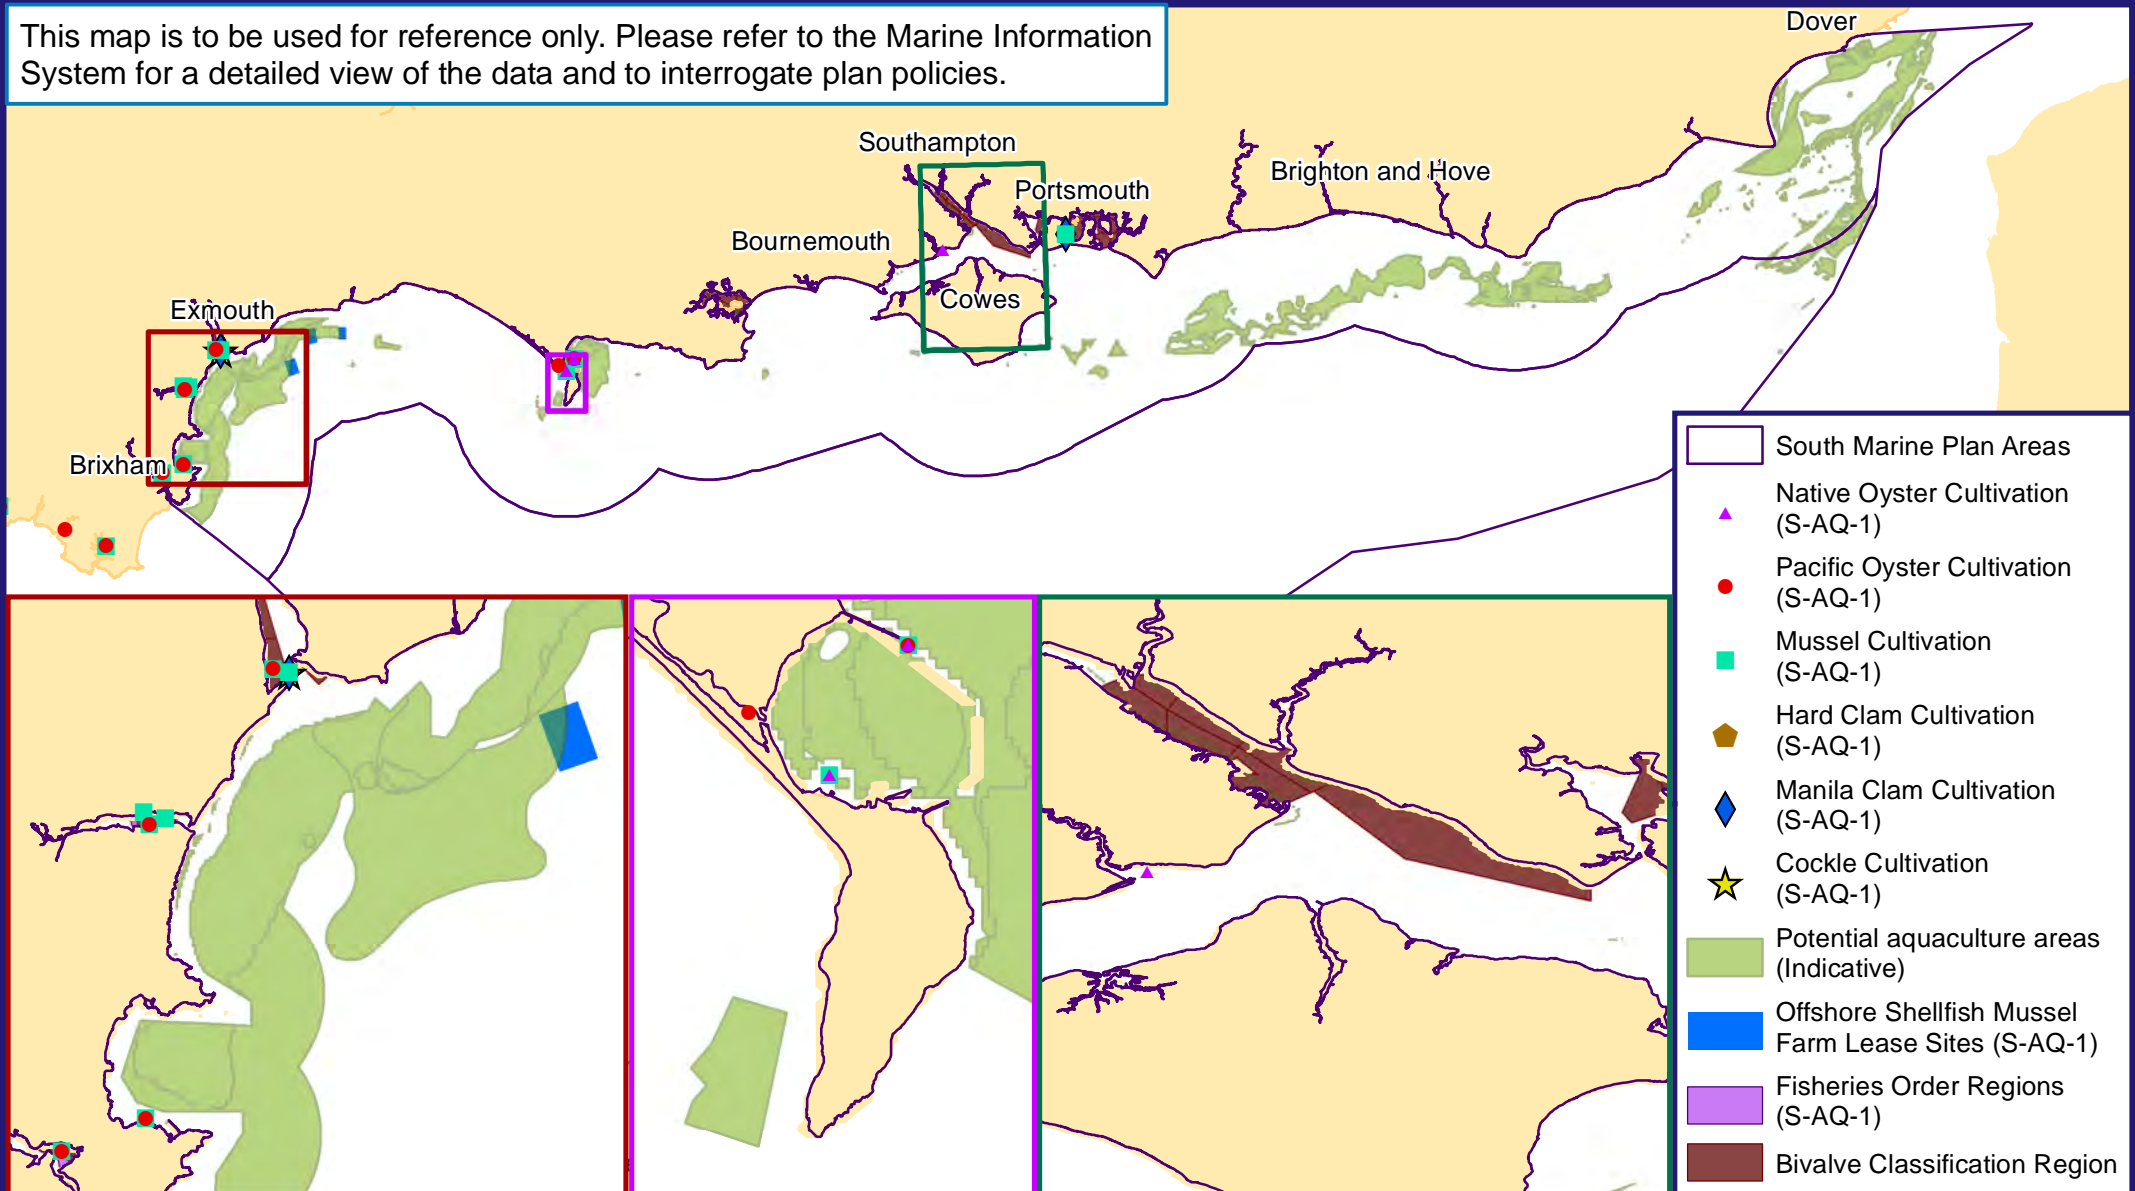 This map is to be used for reference only. Please refer to the Marine Information
System for a detailed view of the data and to interrogate plan policies.
Dover
Southampton
Portsmouth
Brighton and Hove
Bournemouth
Cowes
Exmouth
Brixham
South Marine Plan Areas
Native Oyster Cultivation
(S-AQ-1)
Pacific Oyster Cultivation
(S-AQ-1)
Mussel Cultivation
(S-AQ-1)
Hard Clam Cultivation
(S-AQ-1)
Manila Clam Cultivation
(S-AQ-1)
Cockle Cultivation
(S-AQ-1)
Potential aquaculture areas
(Indicative)
Offshore Shellfish Mussel
Farm Lease Sites (S-AQ-1)
Fisheries Order Regions
(S-AQ-1)
Bivalve Classification Region